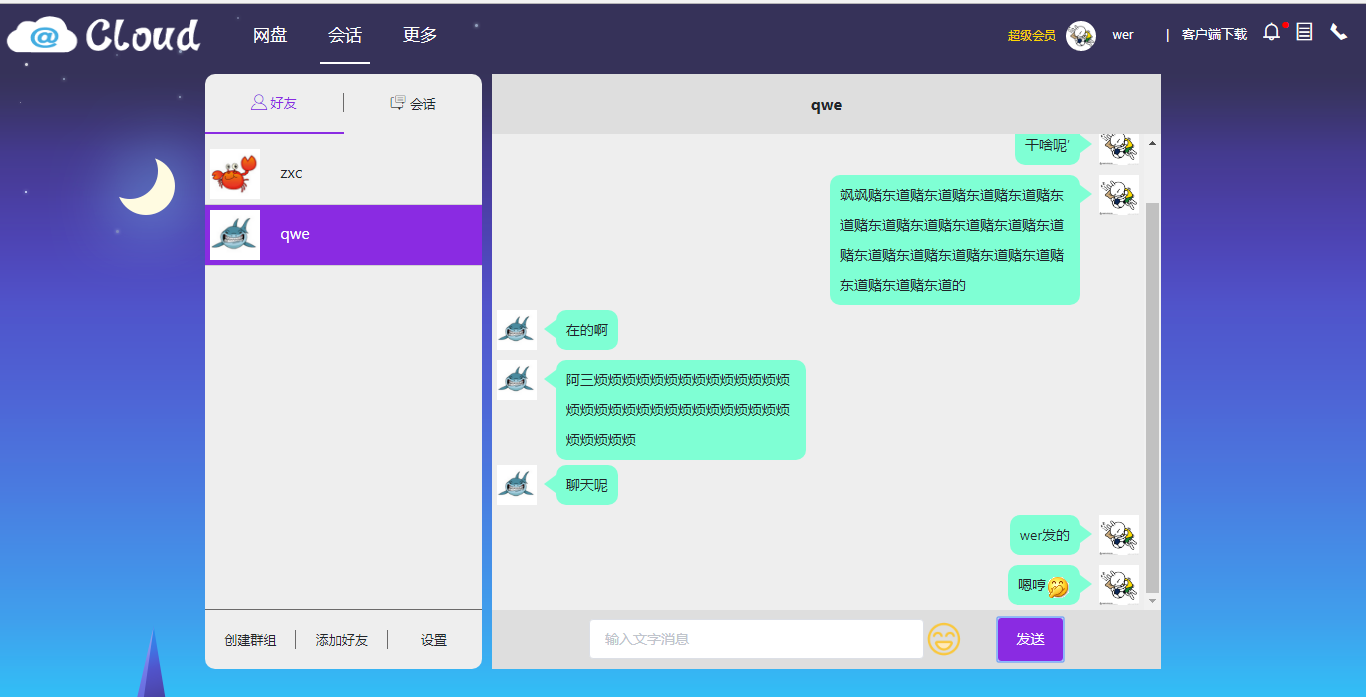 @ Cloud
网盘 会话 更多
超级会员 wer | 客户端下载
好友 会话
zxc
qwe
创建群组 添加好友 设置
qwe
干啥呢'
飒飒赌东道赌东道赌东道赌东道赌东
道赌东道赌东道赌东道赌东道赌东道
赌东道赌东道赌东道赌东道赌东道赌
东道赌东道赌东道的
在的啊
阿三烦烦烦烦烦烦烦烦烦烦烦烦烦烦
烦烦烦烦烦烦烦烦烦烦烦烦烦烦烦烦
烦烦烦烦烦
聊天呢
wer发的
嗯哼
输入文字消息
发送